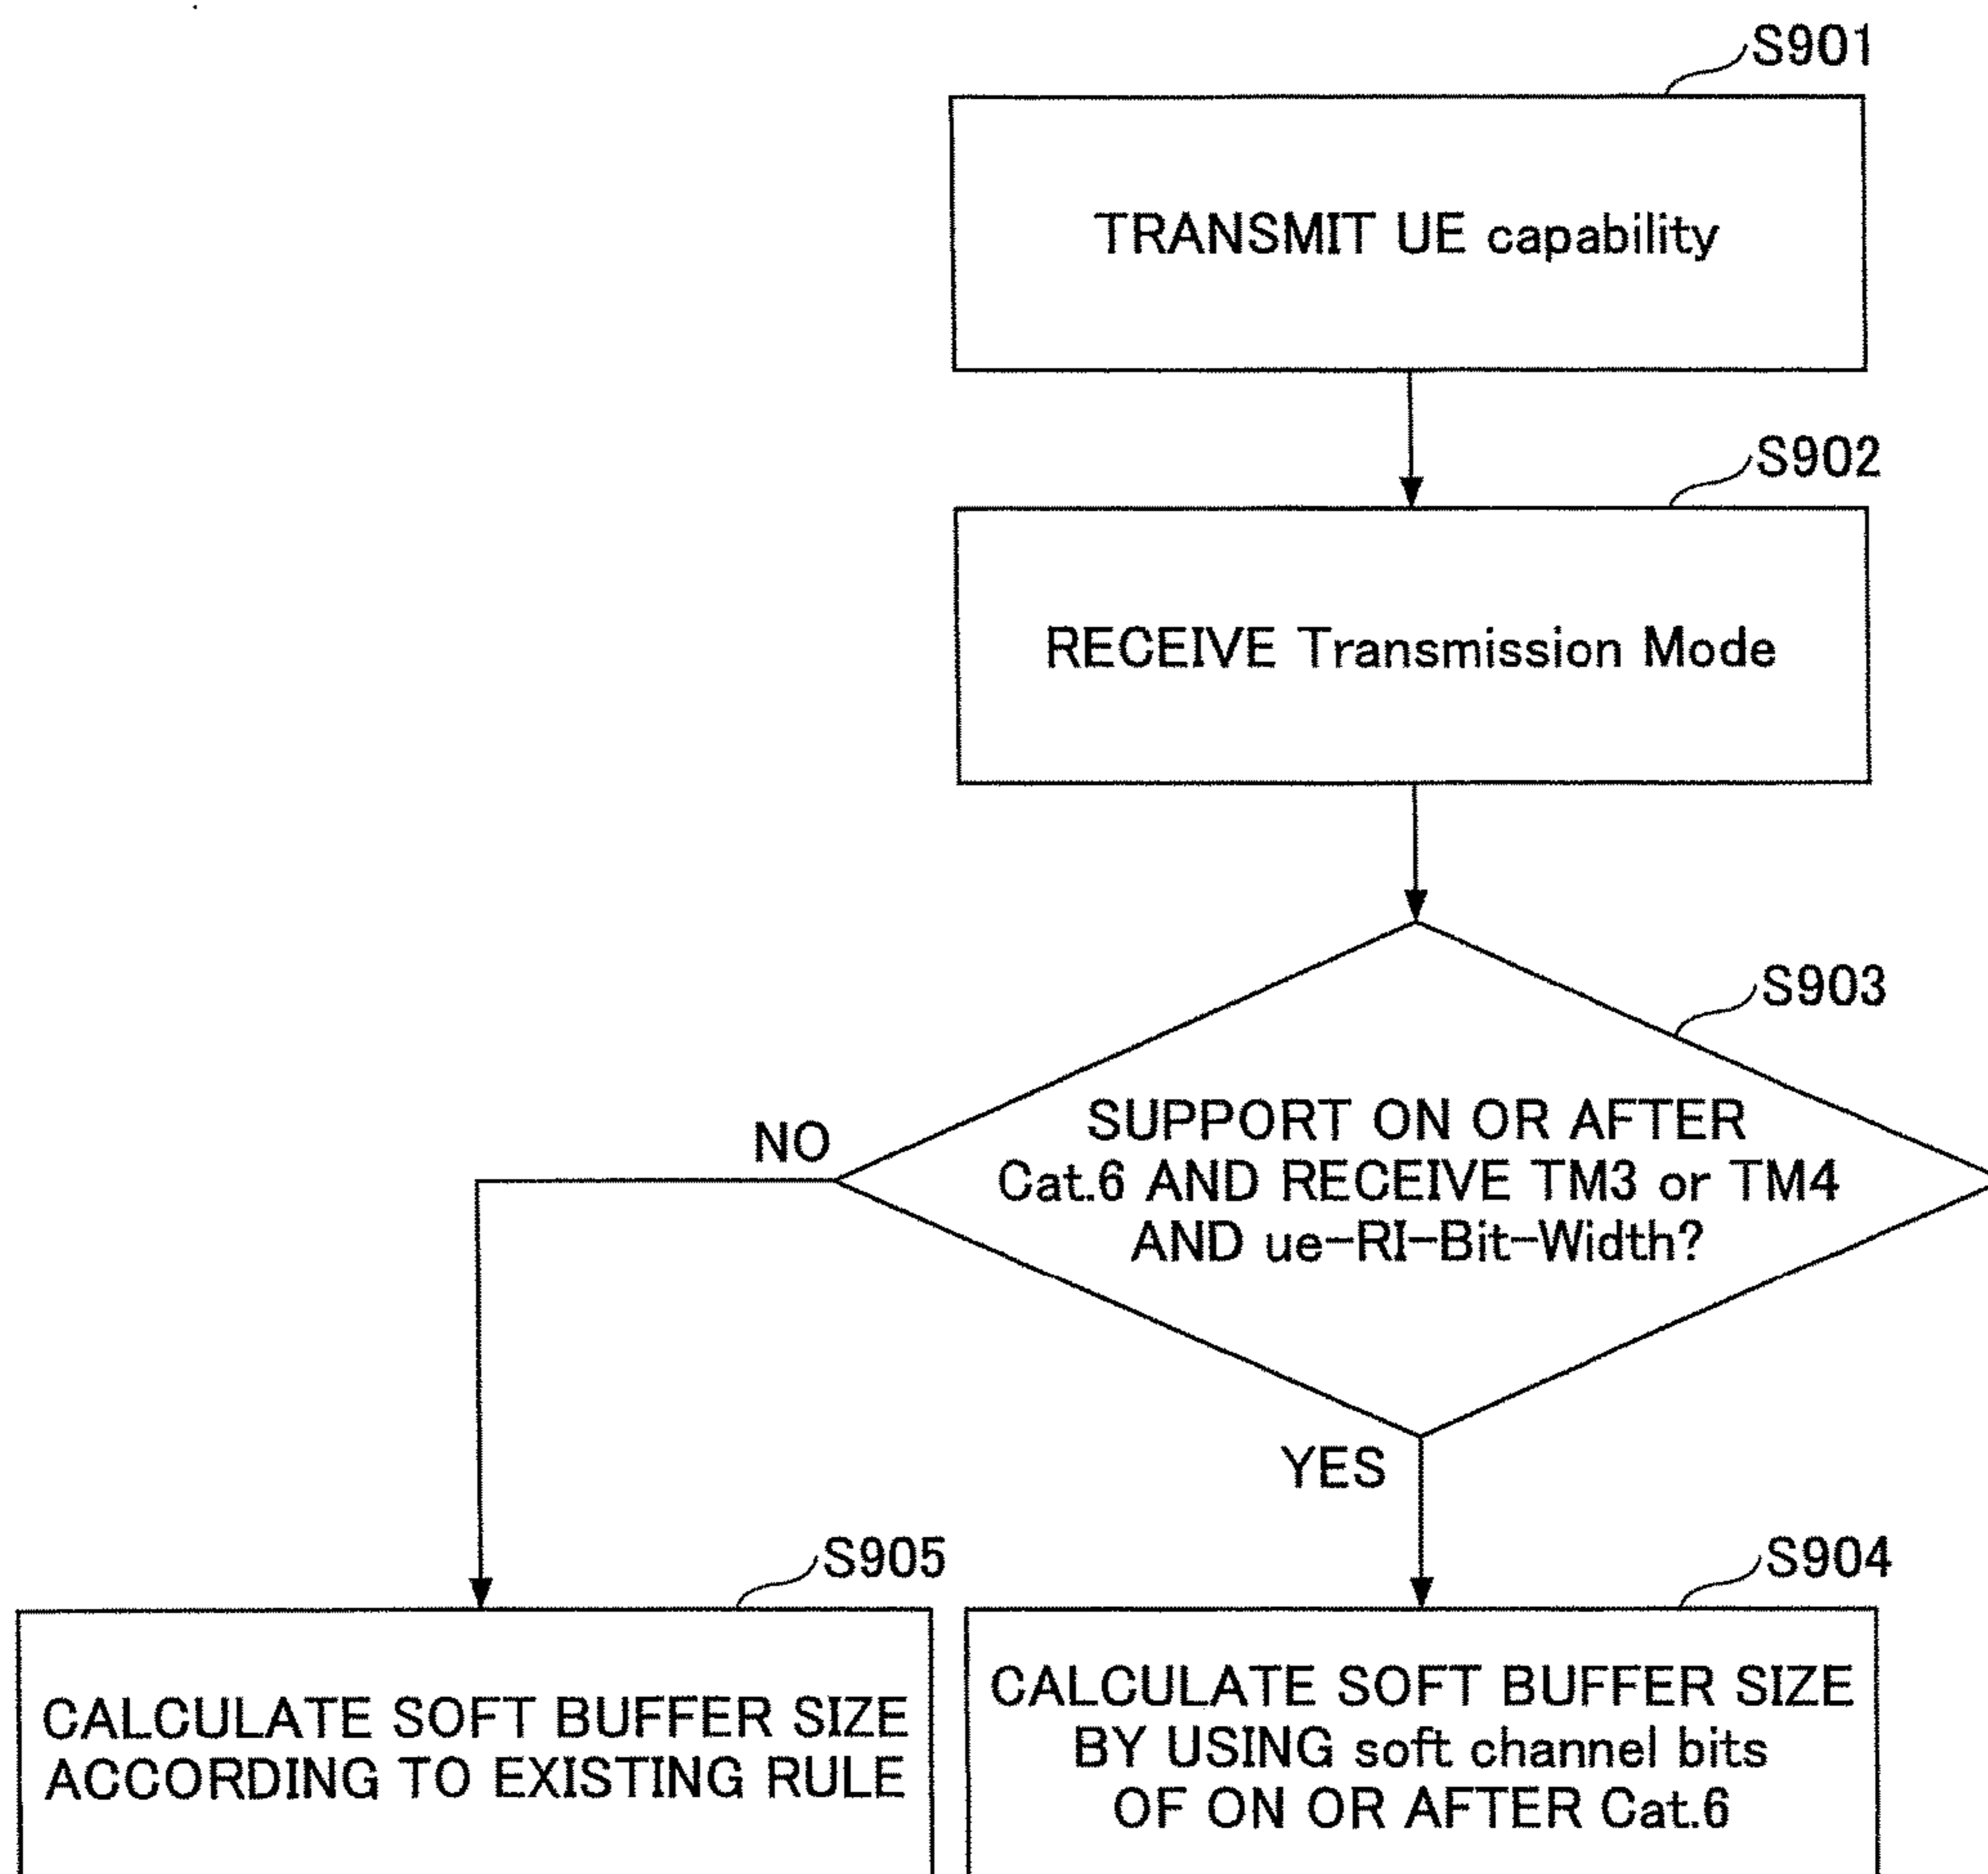 S901
TRANSMIT UE capability
S902
RECEIVE Transmission Mode
S903
SUPPORT ON OR AFTER
Cat.6 AND RECEIVE TM3 or TM4
AND ue-RI-Bit-Width?
NO
YES
S905
CALCULATE SOFT BUFFER SIZE
ACCORDING TO EXISTING RULE
S904
CALCULATE SOFT BUFFER SIZE
BY USING soft channel bits
OF ON OR AFTER Cat.6